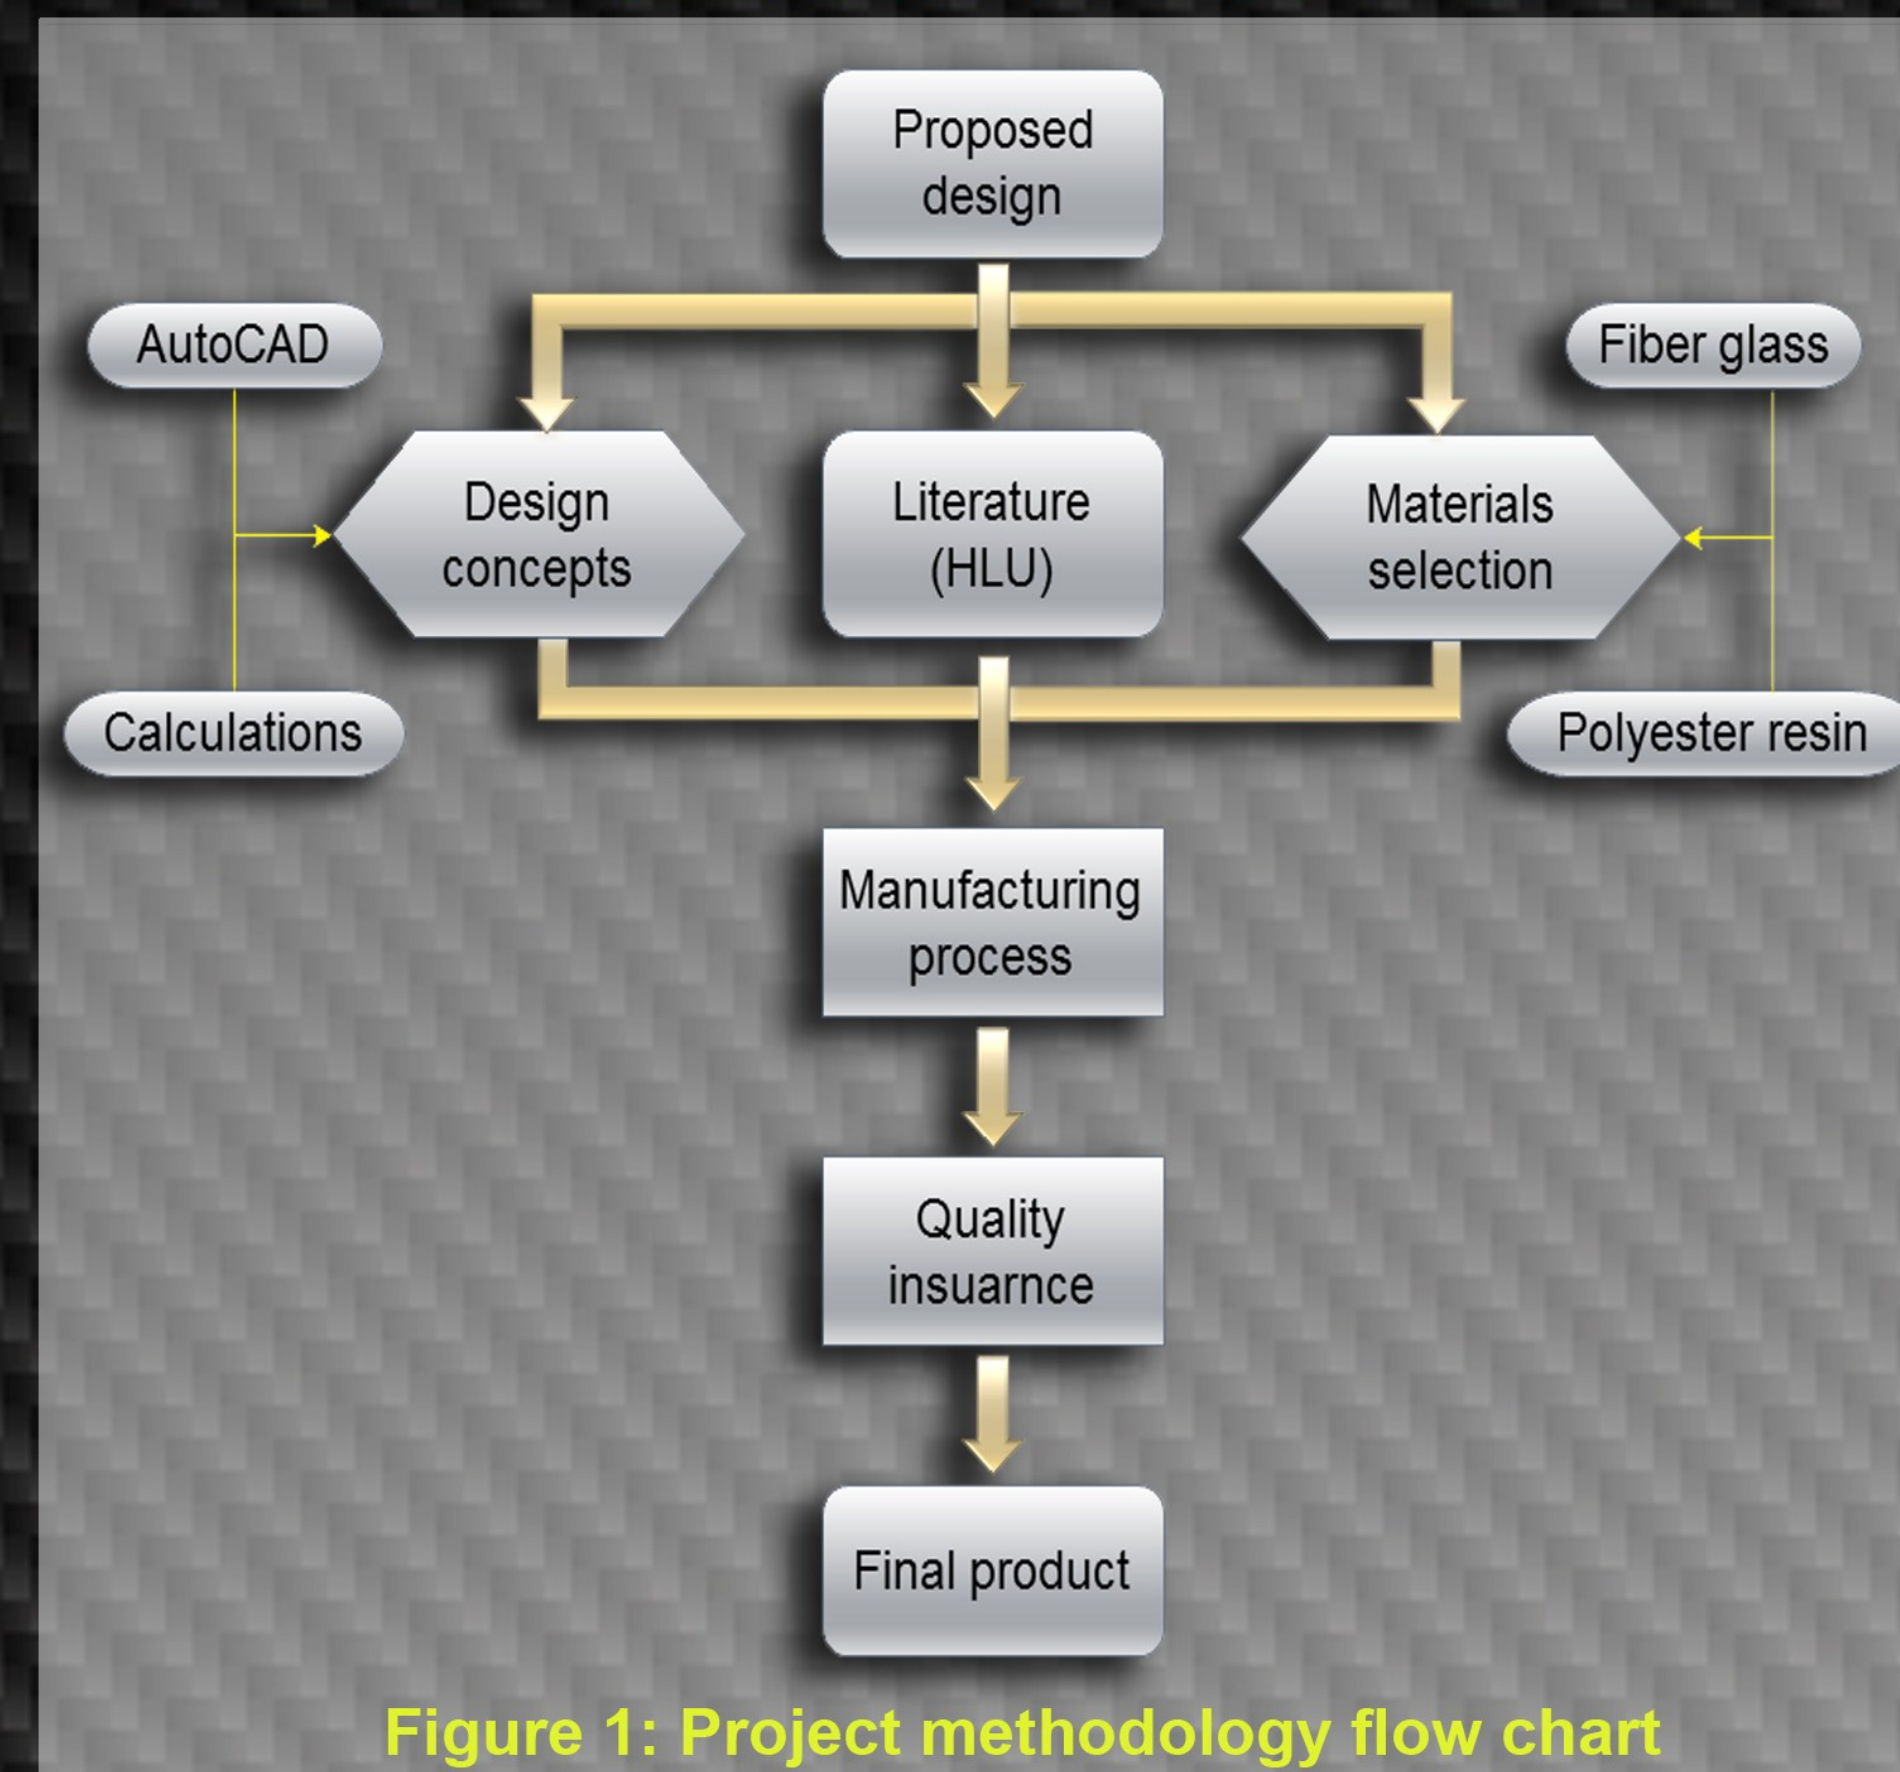 Proposed
design
AutoCAD
Fiber glass
Design
concepts
Literature
(HLU)
Materials
selection
Calculations
Polyester resin
Manufacturing
process
Quality
insuarnce
Final product
Figure 1: Project methodology flow chart